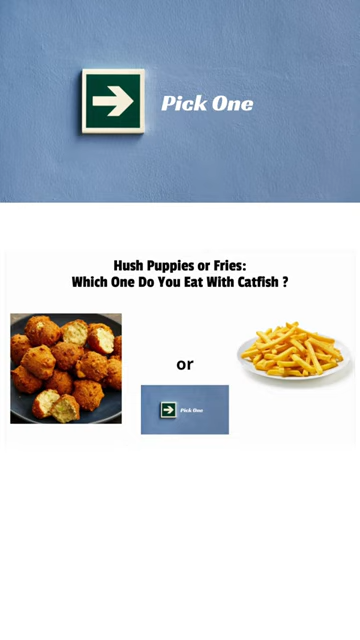 Pick One
Hush Puppies or Fries:
Which One Do You Eat With Catfish ?
or
Pick One